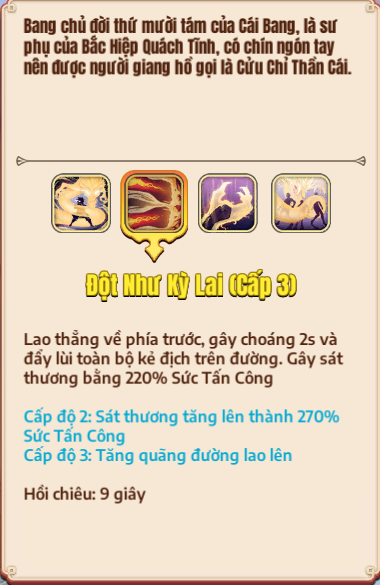 Bang chủ đời thứ mười tám của Cái Bang, là sư
phụ của Bắc Hiệp Quách Tĩnh, có chín ngón tay
nên được người giang hồ gọi là Cửu Chỉ Thần Cái.
Đột Như Kỳ Lai (Cấp 3)
Lao thẳng về phía trước, gây choáng 2s và
đẩy lùi toàn bộ kẻ địch trên đường. Gây sát
thương bằng 220% Sức Tấn Công
Cấp độ 2: Sát thương tăng lên thành 270%
Sức Tấn Công
Cấp độ 3: Tăng quãng đường lao lên
Hồi chiêu: 9 giây